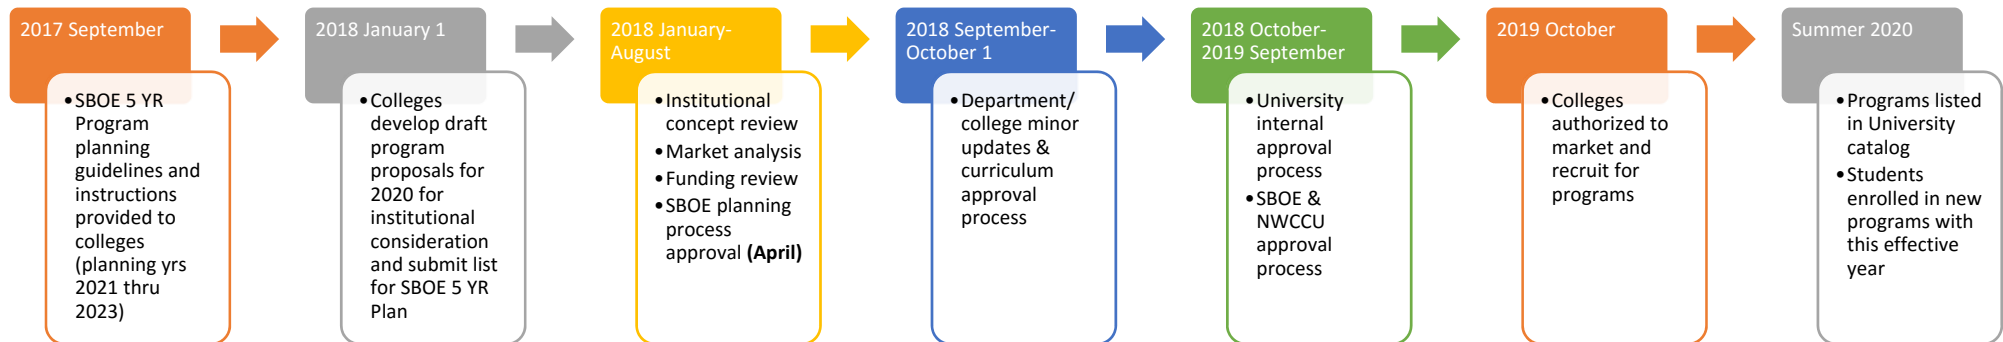 2017 September
•SBOE 5 YR
Program
planning
guidelines and
instructions
provided to
colleges
(planning yrs
2021 thru
2023)
2018 January 1
•Colleges
develop draft
program
proposals for
2020 for
institutional
consideration
and submit list
for SBOE 5 YR
Plan
2018 January-
August
•Institutional
concept review
•Market analysis
•Funding review
•SBOE planning
process
approval (April)
2018 September-
October 1
•Department/
college minor
updates &
curriculum
approval
process
2018 October-
2019 September
•University
internal
approval
process
•SBOE &
NWCCU
approval
process
2019 October
•Colleges
authorized to
market and
recruit for
programs
Summer 2020
•Programs listed
in University
catalog
•Students
enrolled in new
programs with
this effective
year